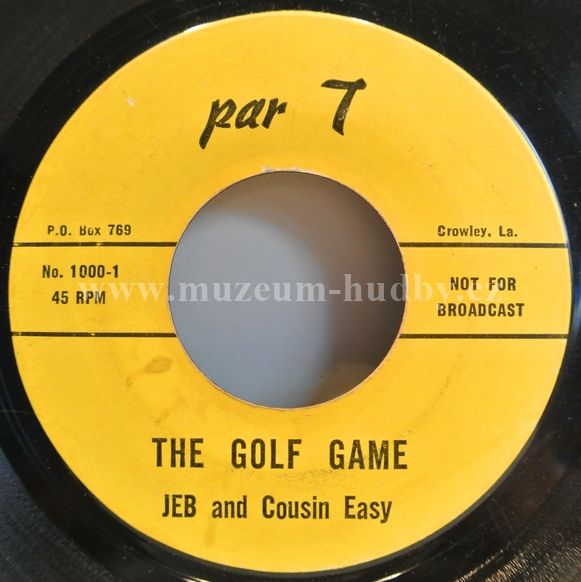 par T
P.O. Box 769
Crowley, La.
No. 1000-1
45 RPM
NOT FOR
BROADCAST
www.muzeum-hudby.cz
THE GOLF GAME
JEB and Cousin Easy